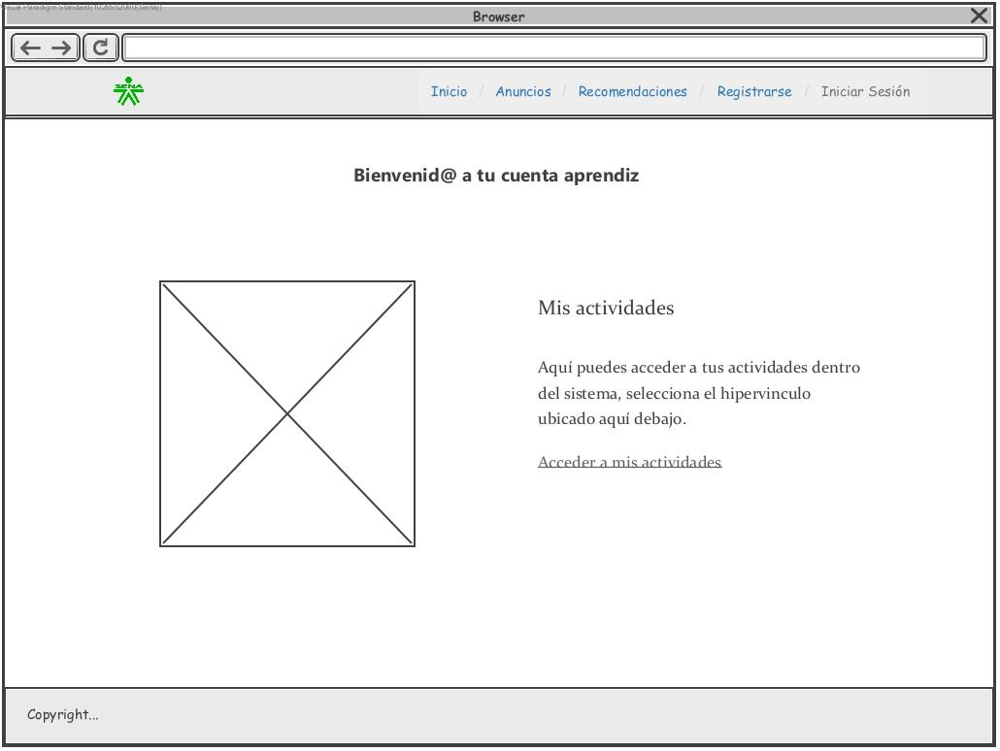 Visual Paradigm Standard(1026552060(Sena))
Browser
SENA
Inicio / Anuncios / Recomendaciones / Registrarse / Iniciar Sesión
Bienvenid@ a tu cuenta aprendiz
Mis actividades
Aquí puedes acceder a tus actividades dentro
del sistema, selecciona el hipervinculo
ubicado aquí debajo.
Acceder a mis actividades
Copyright...